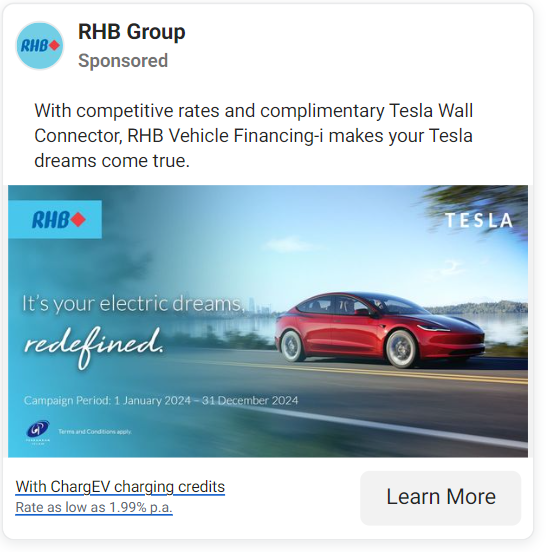 RHB
RHB Group
Sponsored
With competitive rates and complimentary Tesla Wall
Connector, RHB Vehicle Financing-i makes your Tesla
dreams come true.
RHB
TESLA
It's your electric dreams,
redefined.
Campaign Period: 1 January 2024 – 31 December 2024
Terms and Conditions apply
With ChargEV charging credits
Rate as low as 1.99% p.a.
Learn More